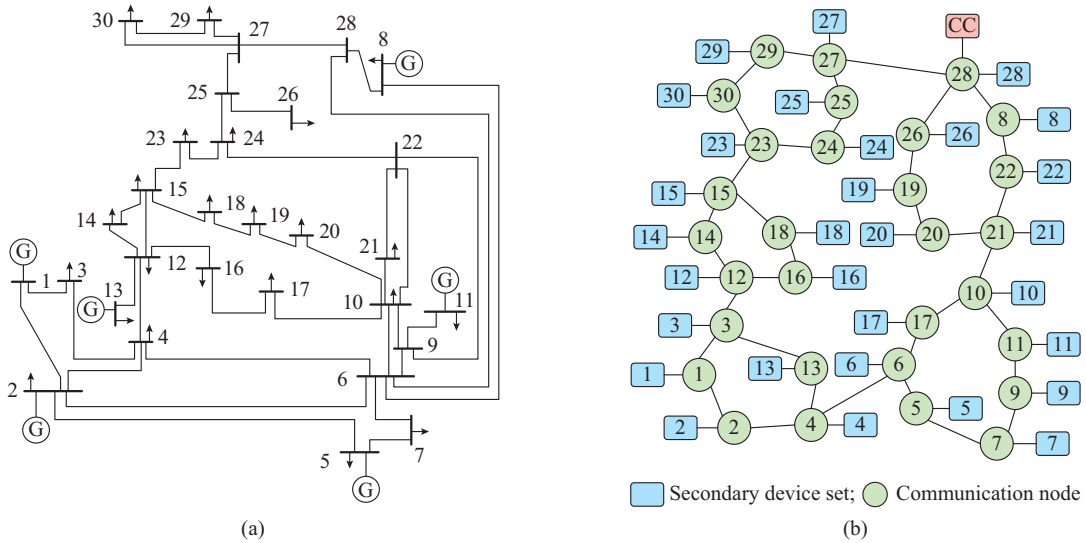 30 29 27 28 8 G
25 26
23 24 22
15
14 18 19 20 21
G 12 16 G
1 3 13 G 17 10 11
4 9
2 6
G 5 7
G
(a)
CC
27
29 29 27 28 28
30 30 25 25 8 8
23 23 24 24 26 26
22 22
15 15 19 19
14 14 18 18 20 20 21 21
12 12 16 16
10 10
3 3 17 17
11 11
1 1 13 13 6 6
9 9
5 5
2 2 4 4
7 7
Secondary device set; Communication node
(b)